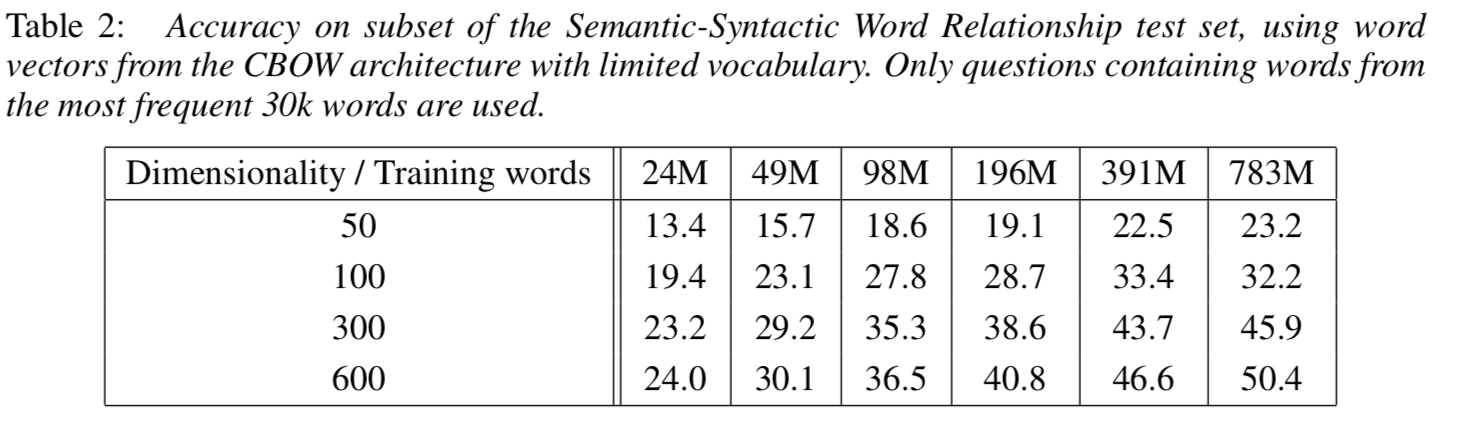 Table 2: Accuracy on subset of the Semantic-Syntactic Word Relationship test set, using word
vectors from the CBOW architecture with limited vocabulary. Only questions containing words from
the most frequent 30k words are used.
Dimensionality / Training words 24M 49M 98M 196M 391M 783M
50 13.4 15.7 18.6 19.1 22.5 23.2
100 19.4 23.1 27.8 28.7 33.4 32.2
300 23.2 29.2 35.3 38.6 43.7 45.9
600 24.0 30.1 36.5 40.8 46.6 50.4